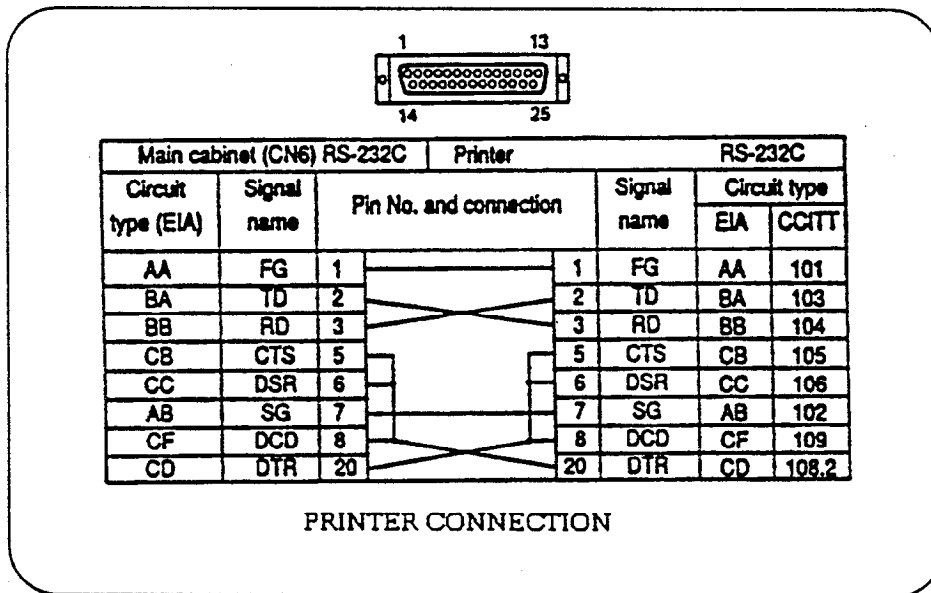 1 13
14 25
Main cabinet (CN6) RS-232C Printer RS-232C
Circuit type (EIA) Signal name Pin No. and connection Signal name Circuit type
EIA CCITT
AA FG 1 1 FG AA 101
BA TD 2 2 TD BA 103
BB RD 3 3 RD BB 104
CB CTS 5 5 CTS CB 105
CC DSR 6 6 DSR CC 106
AB SG 7 7 SG AB 102
CF DCD 8 8 DCD CF 109
CD DTR 20 20 DTR CD 108.2
PRINTER CONNECTION